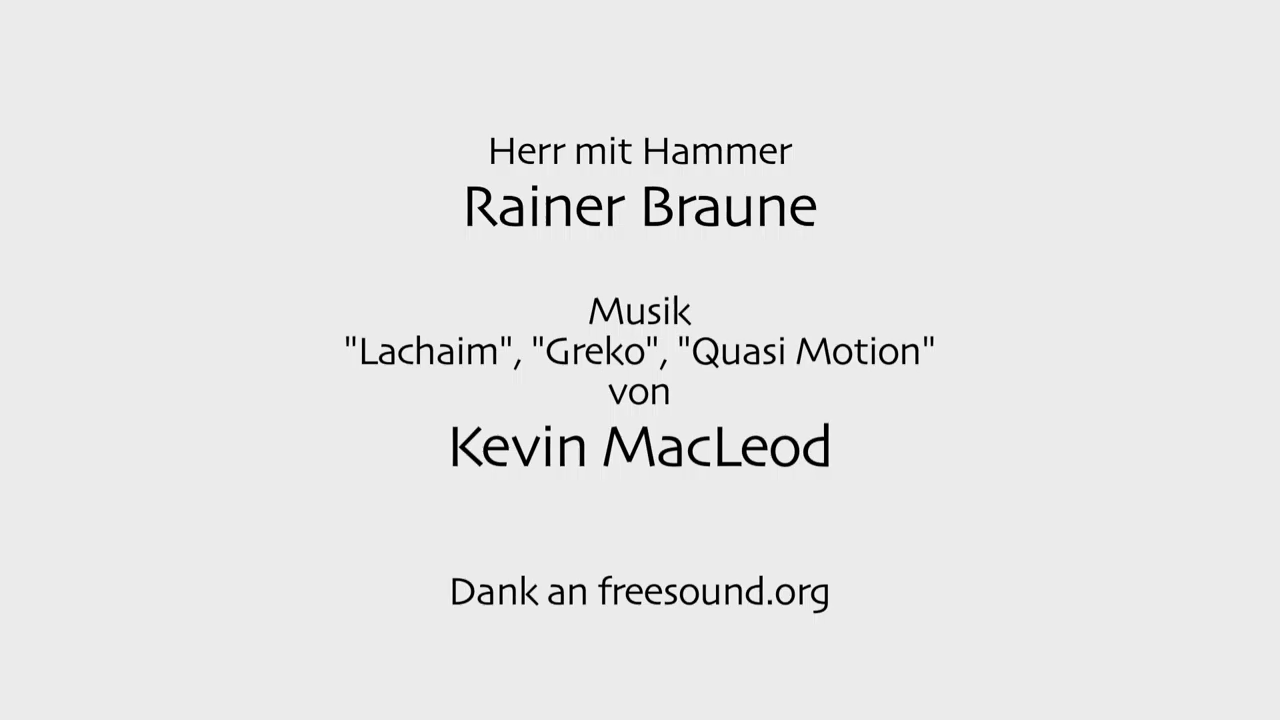 Herr mit Hammer
Rainer Braune
Musik
"Lachaim", "Greko", "Quasi Motion"
von
Kevin MacLeod
Dank an freesound.org